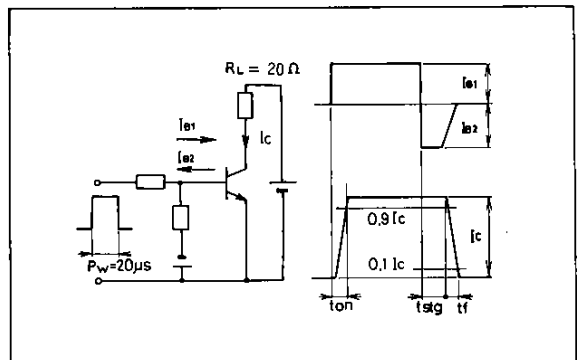 RL = 20 Ω
IB1
IB2
Ic
PW=20μs
IB1
IB2
0,9 Ic
Ic
0,1 Ic
ton
tstg
tf